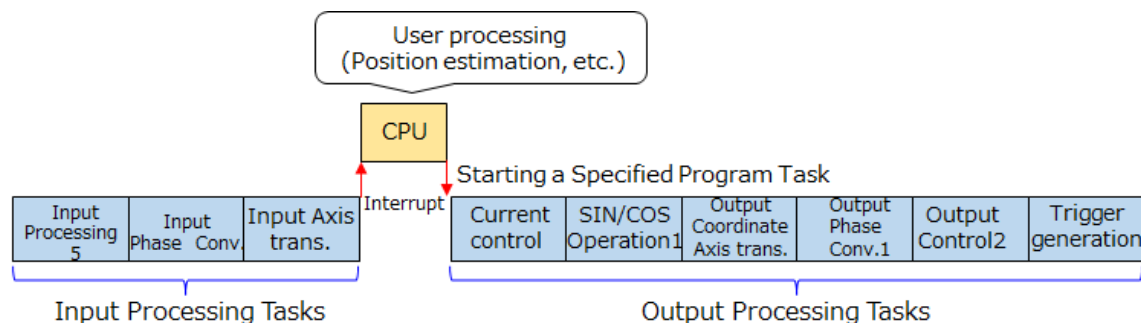 User processing
(Position estimation, etc.)
CPU
Starting a Specified Program Task
Interrupt
Input
Processing
5
Input
Phase Conv.
Input Axis
trans.
Current
control
SIN/COS
Operation1
Output
Coordinate
Axis trans.
Output
Phase
Conv.1
Output
Control2
Trigger
generation
Input Processing Tasks
Output Processing Tasks